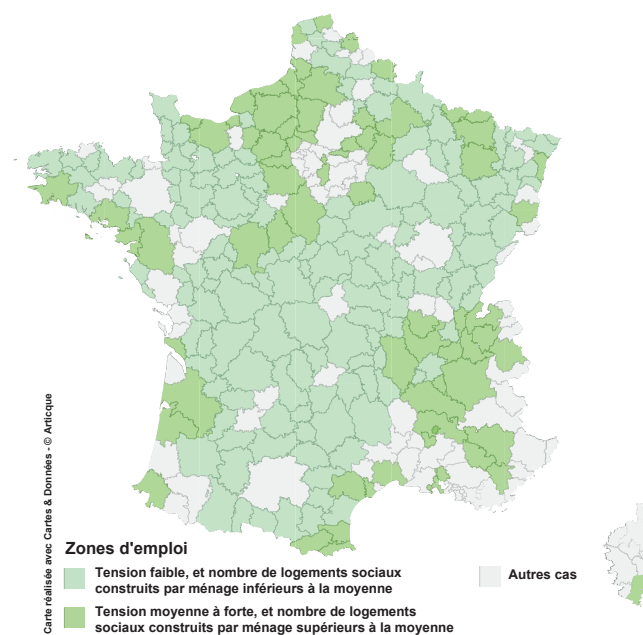 Carte réalisée avec Cartes & Données - © Articque
Zones d'emploi
Tension faible, et nombre de logements sociaux
construits par ménage inférieurs à la moyenne
Autres cas
Tension moyenne à forte, et nombre de logements
sociaux construits par ménage supérieurs à la moyenne